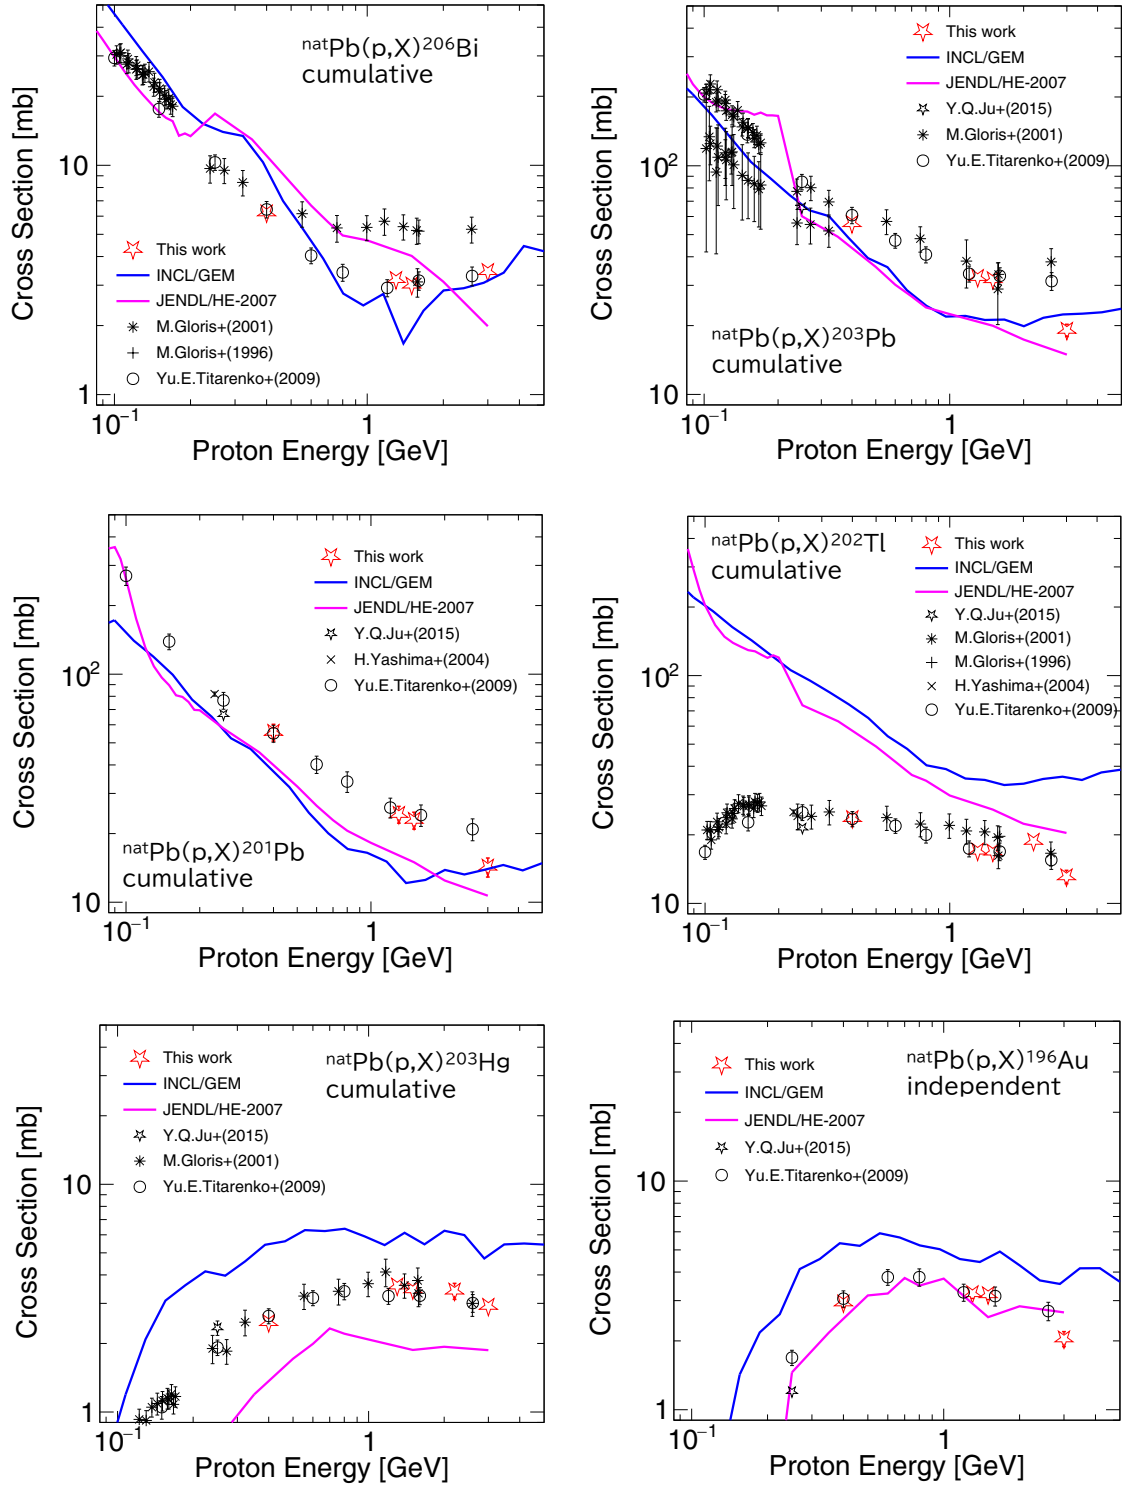 natPb(p,X)206Bi
cumulative
This work
INCL/GEM
JENDL/HE-2007
M.Gloris+(2001)
M.Gloris+(1996)
Yu.E.Titarenko+(2009)
10
1
10−1
1
Cross Section [mb]
Proton Energy [GeV]
This work
INCL/GEM
JENDL/HE-2007
Y.Q.Ju+(2015)
M.Gloris+(2001)
Yu.E.Titarenko+(2009)
natPb(p,X)203Pb
cumulative
102
10
10−1
1
Cross Section [mb]
Proton Energy [GeV]
This work
INCL/GEM
JENDL/HE-2007
Y.Q.Ju+(2015)
H.Yashima+(2004)
Yu.E.Titarenko+(2009)
natPb(p,X)201Pb
cumulative
102
10
10−1
1
Cross Section [mb]
Proton Energy [GeV]
natPb(p,X)202Tl
cumulative
This work
INCL/GEM
JENDL/HE-2007
Y.Q.Ju+(2015)
M.Gloris+(2001)
M.Gloris+(1996)
H.Yashima+(2004)
Yu.E.Titarenko+(2009)
102
10
10−1
1
Cross Section [mb]
Proton Energy [GeV]
This work
INCL/GEM
JENDL/HE-2007
Y.Q.Ju+(2015)
M.Gloris+(2001)
Yu.E.Titarenko+(2009)
natPb(p,X)203Hg
cumulative
10
1
10−1
1
Cross Section [mb]
Proton Energy [GeV]
natPb(p,X)196Au
independent
This work
INCL/GEM
JENDL/HE-2007
Y.Q.Ju+(2015)
Yu.E.Titarenko+(2009)
10
1
10−1
1
Cross Section [mb]
Proton Energy [GeV]